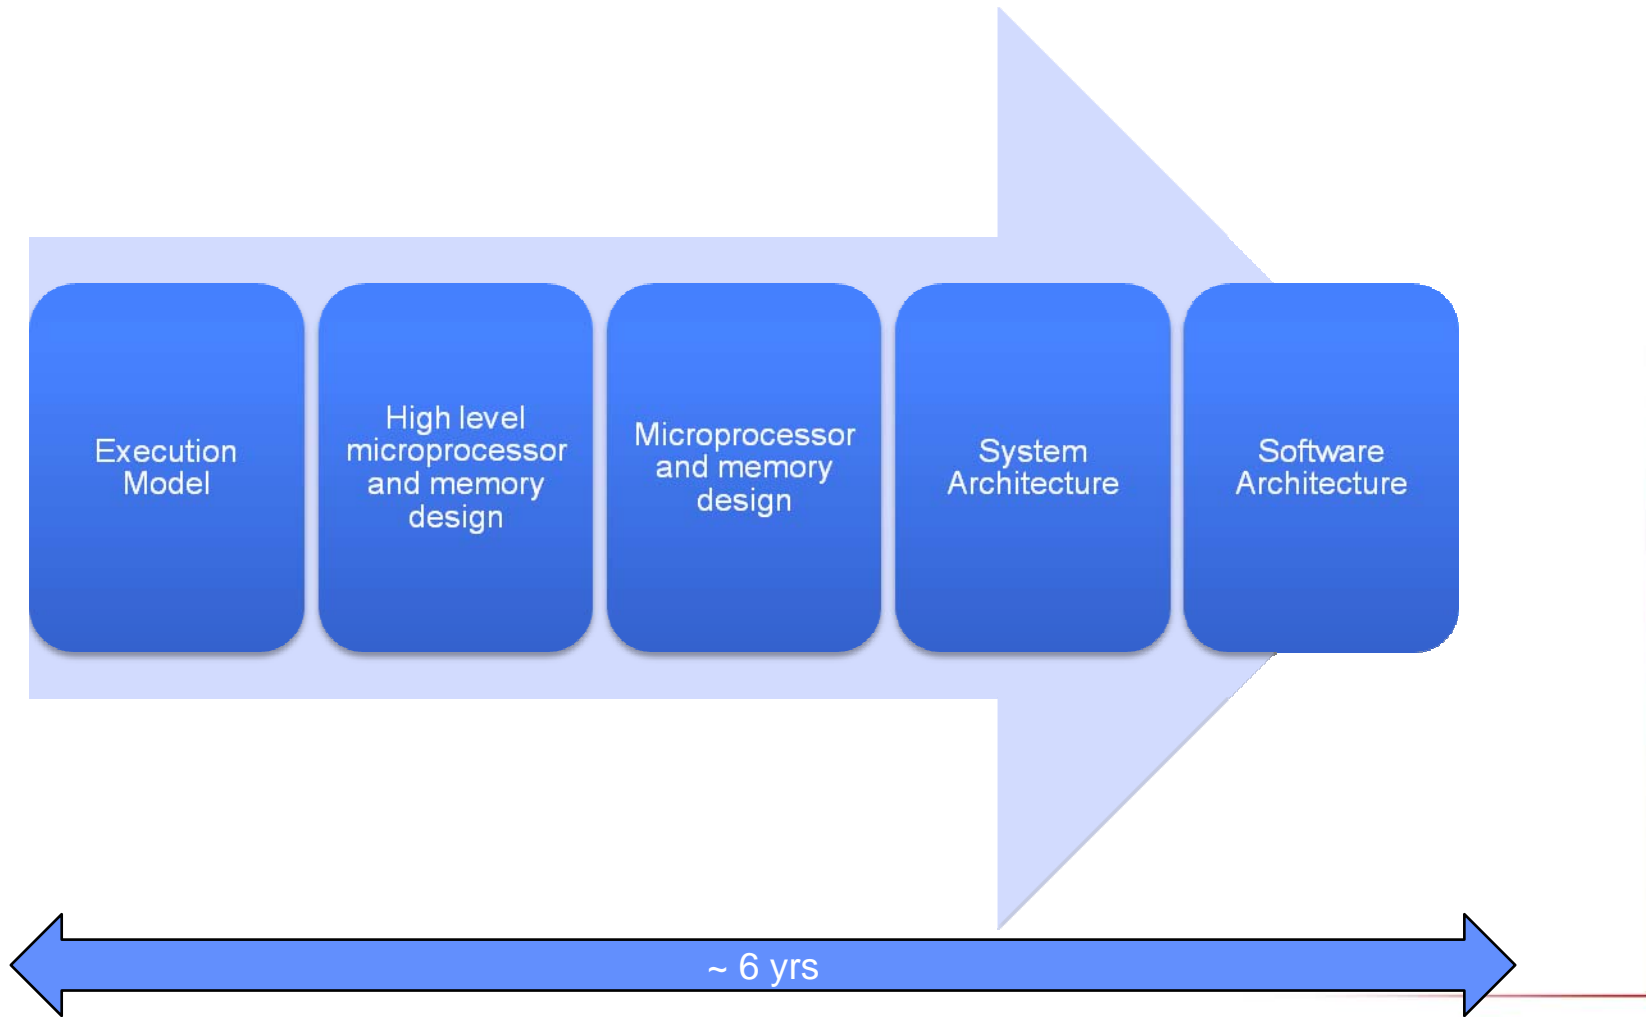 Execution
Model
High level
microprocessor
and memory
design
Microprocessor
and memory
design
System
Architecture
Software
Architecture
~ 6 yrs